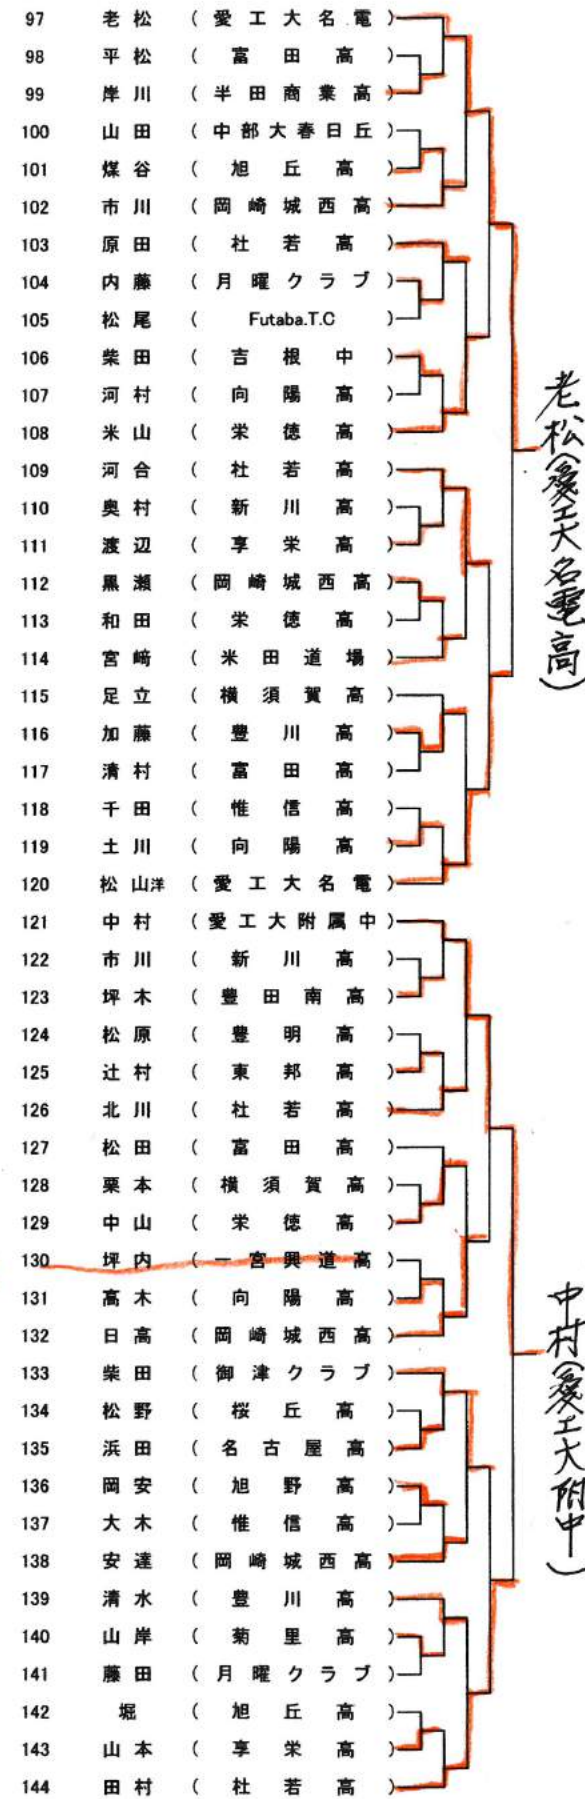 97 老松 (愛工大名電)
98 平松 (富田高)
99 岸川 (半田商業高)
100 山田 (中部大春日丘)
101 煤谷 (旭丘高)
102 市川 (岡崎城西高)
103 原田 (杜若高)
104 内藤 (月曜クラブ)
105 松尾 (Futaba.T.C)
106 柴田 (吉根中)
107 河村 (向陽高)
108 米山 (栄徳高)
109 河合 (杜若高)
110 奥村 (新川高)
111 渡辺 (享栄高)
112 黒瀬 (岡崎城西高)
113 和田 (栄徳高)
114 宮﨑 (米田道場)
115 足立 (横須賀高)
116 加藤 (豊川高)
117 清村 (富田高)
118 千田 (惟信高)
119 土川 (向陽高)
120 松山洋 (愛工大名電)
121 中村 (愛工大附属中)
122 市川 (新川高)
123 坪木 (豊田南高)
124 松原 (豊明高)
125 辻村 (東邦高)
126 北川 (杜若高)
127 松田 (富田高)
128 栗本 (横須賀高)
129 中山 (栄徳高)
130 坪内 (一宮興道高)
131 高木 (向陽高)
132 日高 (岡崎城西高)
133 柴田 (御津クラブ)
134 松野 (桜丘高)
135 浜田 (名古屋高)
136 岡安 (旭野高)
137 大木 (惟信高)
138 安達 (岡崎城西高)
139 清水 (豊川高)
140 山岸 (菊里高)
141 藤田 (月曜クラブ)
142 堀 (旭丘高)
143 山本 (享栄高)
144 田村 (杜若高)
老松(愛工大名電高)
中村(愛工大附中)